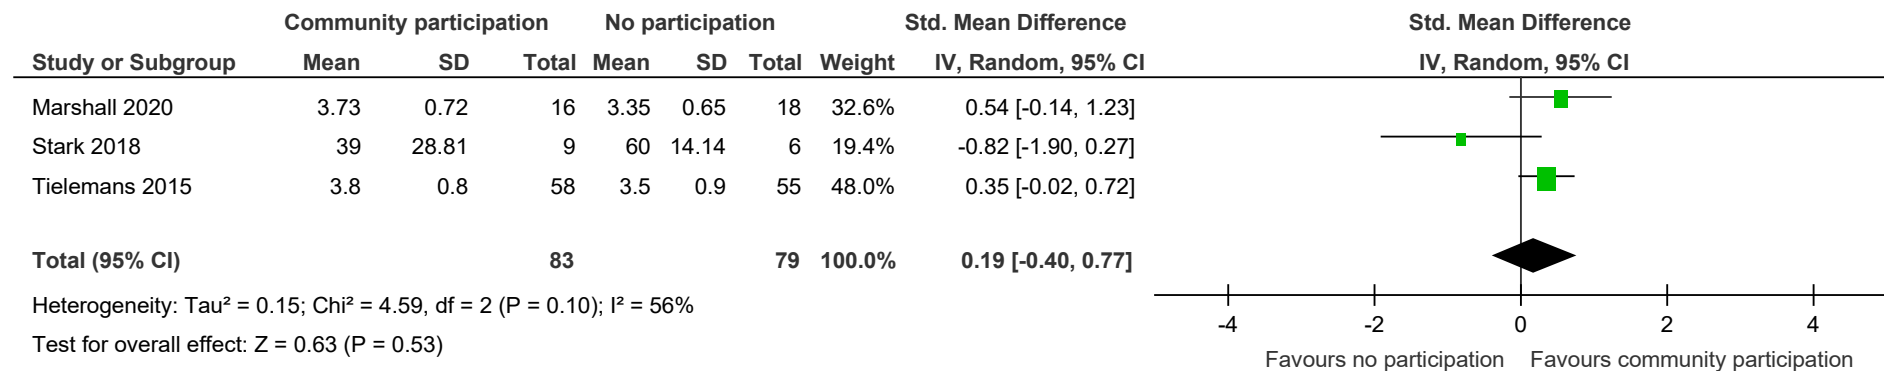 Community participation No participation Std. Mean Difference Std. Mean Difference
Study or Subgroup Mean SD Total Mean SD Total Weight IV, Random, 95% CI IV, Random, 95% CI
Marshall 2020 3.73 0.72 16 3.35 0.65 18 32.6% 0.54 [-0.14, 1.23]
Stark 2018 39 28.81 9 60 14.14 6 19.4% -0.82 [-1.90, 0.27]
Tielemans 2015 3.8 0.8 58 3.5 0.9 55 48.0% 0.35 [-0.02, 0.72]
Total (95% CI) 83 79 100.0% 0.19 [-0.40, 0.77]
Heterogeneity: Tau² = 0.15; Chi² = 4.59, df = 2 (P = 0.10); I² = 56%
Test for overall effect: Z = 0.63 (P = 0.53)
-4 -2 0 2 4
Favours no participation Favours community participation